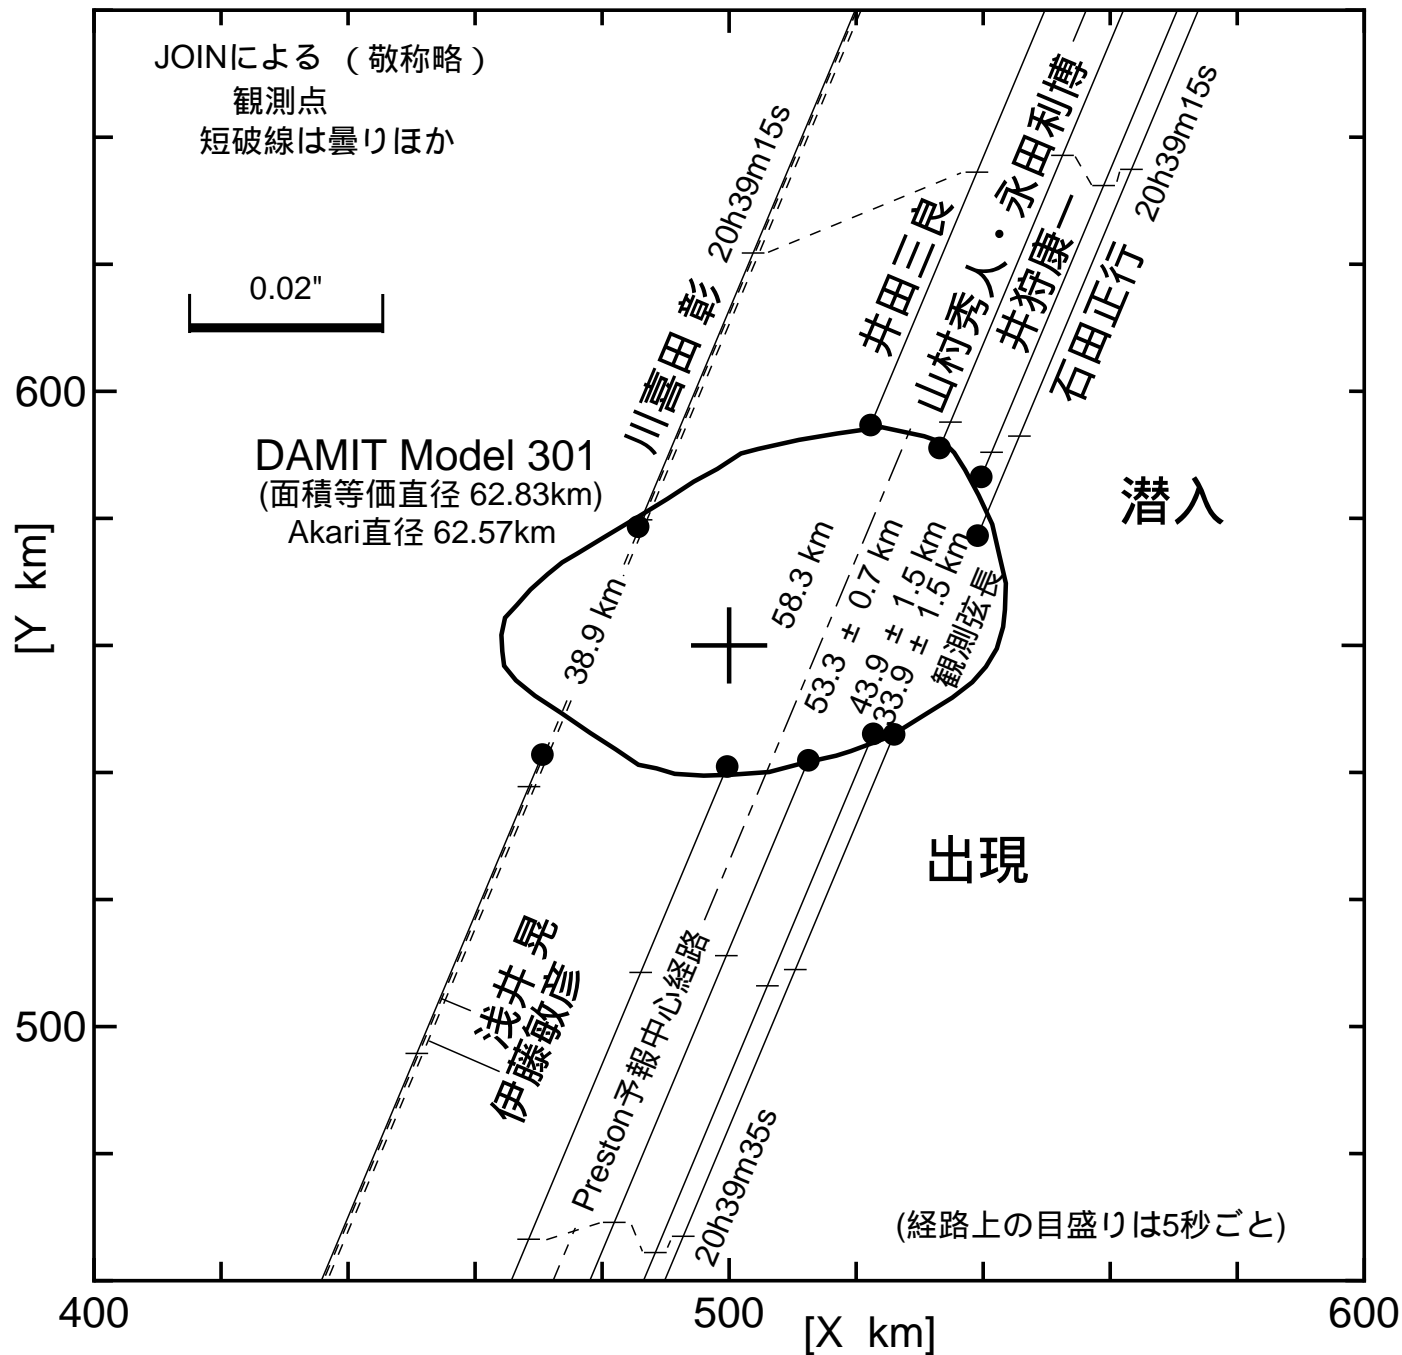 JOINによる （敬称略）
観測点
短破線は曇りほか
0.02"
DAMIT Model 301
(面積等価直径 62.83km)
Akari直径 62.57km
川喜田 彰 20h39m15s
井田三良
山村秀人・永田利博
井狩康一
石田正行 20h39m15s
潜入
38.9 km
58.3 km
53.3 ± 0.7 km
43.9 ± 1.5 km
33.9 ± 1.5 km
観測弦長
出現
浅井 晃
伊藤敏彦
Preston予報中心経路
20h39m35s
(経路上の目盛りは5秒ごと)
600
500
[Y km]
400
500
600
[X km]